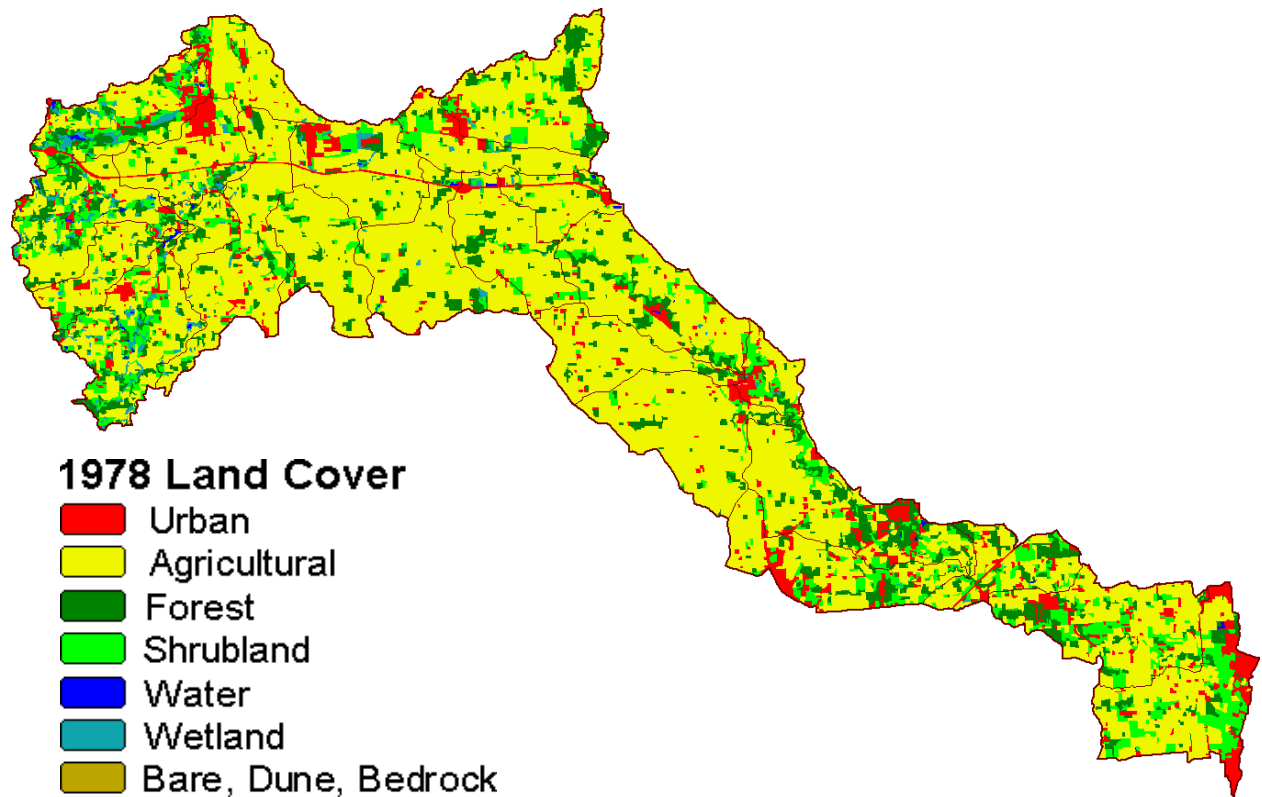 1978 Land Cover
Urban
Agricultural
Forest
Shrubland
Water
Wetland
Bare, Dune, Bedrock